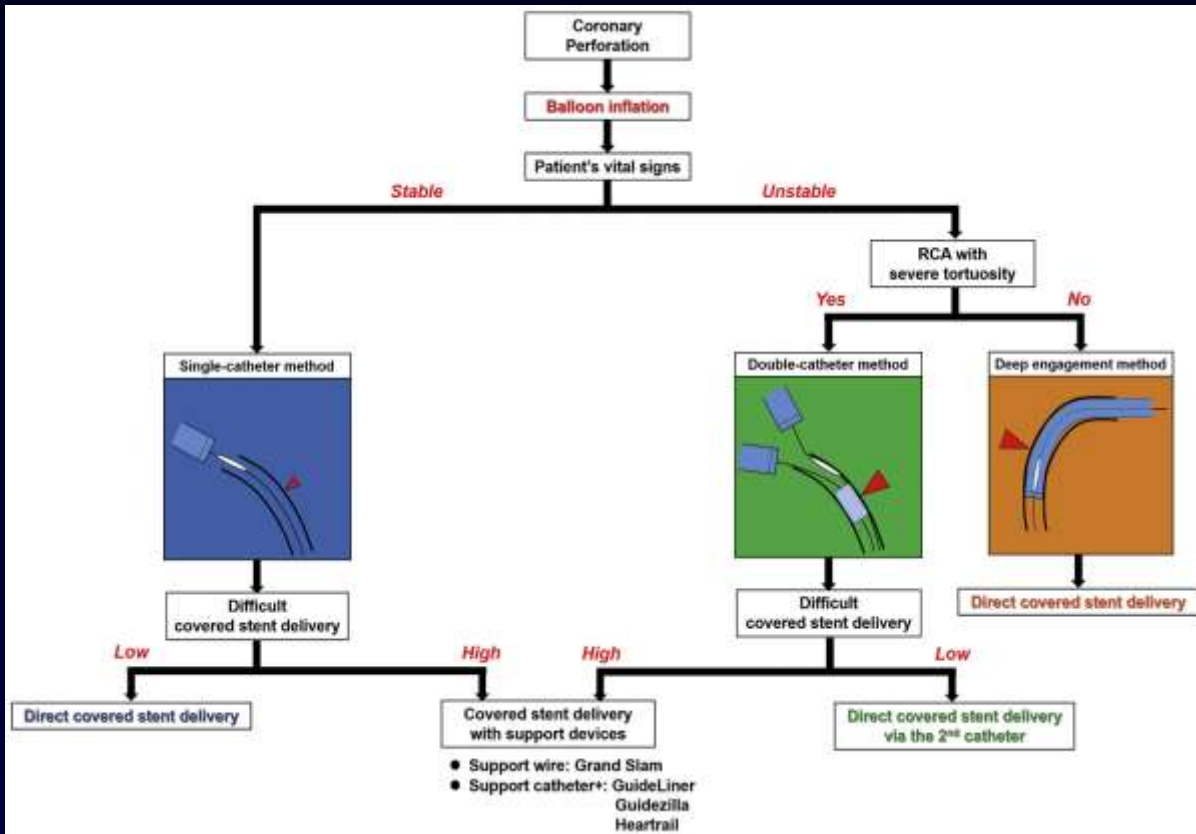 Coronary
Perforation
Balloon inflation
Patient's vital signs
Stable
Unstable
RCA with
severe tortuosity
Yes
No
Single-catheter method
Double-catheter method
Deep engagement method
Difficult
covered stent delivery
Difficult
covered stent delivery
Direct covered stent delivery
Low
High
High
Low
Direct covered stent delivery
Covered stent delivery
with support devices
Direct covered stent delivery
via the 2nd catheter
● Support wire: Grand Slam
● Support catheter+: GuideLiner
Guidezilla
Heartrail